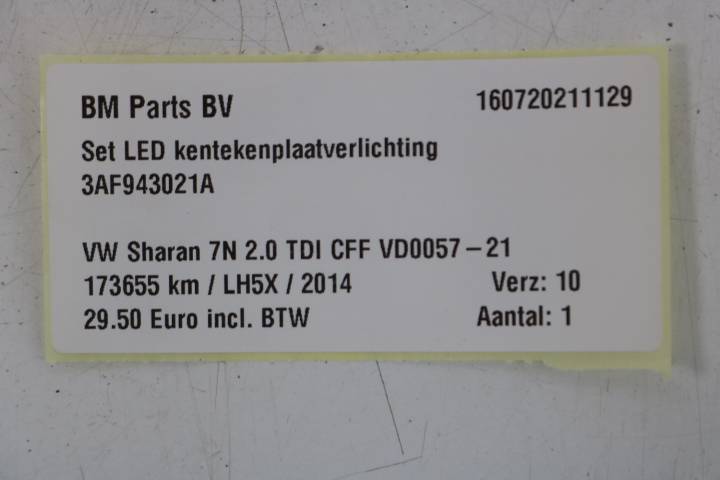 BM Parts BV 160720211129
Set LED kentekenplaatverlichting
3AF943021A
VW Sharan 7N 2.0 TDI CFF VD0057-21
173655 km / LH5X / 2014 Verz: 10
29.50 Euro incl. BTW Aantal: 1